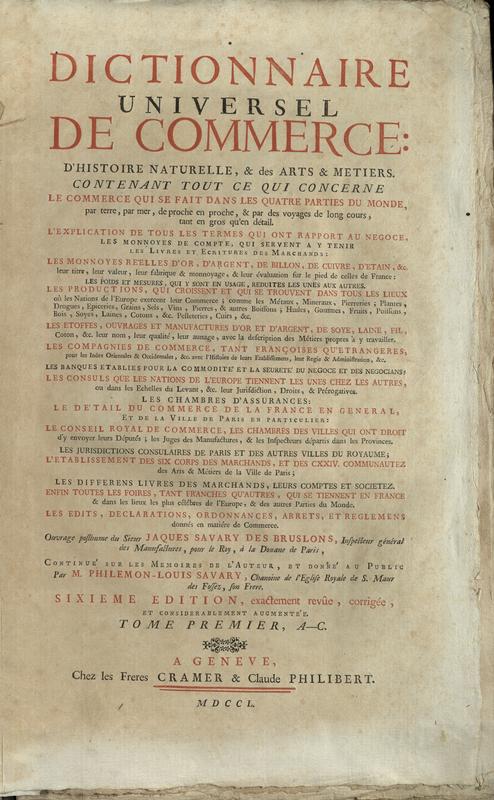 DICTIONNAIRE
UNIVERSEL
DE COMMERCE:
D'HISTOIRE NATURELLE, & des ARTS & METIERS.
CONTENANT TOUT CE QUI CONCERNE
LE COMMERCE QUI SE FAIT DANS LES QUATRE PARTIES DU MONDE,
par terre, par mer, de proche en proche, & par des voyages de long cours,
tant en gros qu'en détail.
L'EXPLICATION DE TOUS LES TERMES QUI ONT RAPPORT AU NEGOCE,
LES MONNOYES DE COMPTE, QUI SERVENT A Y TENIR
LES LIVRES ET ECRITURES DES MARCHANDS:
LES MONNOYES REELLES D'OR, D'ARGENT, DE BILLON, DE CUIVRE, D'ETAIN, &c.
leur titre, leur valeur, leur fabrique & monnoyage, & leur évaluation sur le pied de celles de France:
LES POIDS ET MESURES, QUI Y SONT EN USAGE, REDUITES LES UNES AUX AUTRES.
LES PRODUCTIONS, QUI CROISSENT ET QUI SE TROUVENT DANS TOUS LES LIEUX
où les Nations de l'Europe exercent leur Commerce; comme les Métaux, Mineraux, Pierreries; Plantes,
Drogues, Epiceries, Grains, Sels, Vins, Pierres, & autres Boissons, Huiles, Gommes, Fruits, Poissons,
Bois, Soyes, Laines, Cotons, &c. Pelleteries, Cuirs, &c.
LES ETOFFES, OUVRAGES ET MANUFACTURES D'OR ET D'ARGENT, DE SOYE, LAINE, FIL,
Coton, &c. leur nom, leur qualité, leur aunage, avec la description des Métiers propres à y travailler.
LES COMPAGNIES DE COMMERCE, TANT FRANÇOISES QU'ETRANGERES,
pour les Indes Orientales & Occidentales, &c. avec l'Histoire de leurs Etablissemens, leur Regie & Administration, &c.
LES BANQUES ETABLIES POUR LA COMMODITE' ET LA SEURETE' DU NEGOCE ET DES NEGOCIANS;
LES CONSULS QUE LES NATIONS DE L'EUROPE TIENNENT LES UNES CHEZ LES AUTRES,
ou dans les Echelles du Levant, &c. leur Jurisdiction, Droits, & Prérogatives.
LES CHAMBRES D'ASSURANCES:
LE DETAIL DU COMMERCE DE LA FRANCE EN GENERAL,
ET DE LA VILLE DE PARIS EN PARTICULIER:
LE CONSEIL ROYAL DE COMMERCE, LES CHAMBRES DES VILLES QUI ONT DROIT
d'y envoyer leurs Députés; les Juges des Manufactures, & les Inspecteurs départis dans les Provinces.
LES JURISDICTIONS CONSULAIRES DE PARIS ET DES AUTRES VILLES DU ROYAUME;
L'ETABLISSEMENT DES SIX CORPS DES MARCHANDS, ET DES CXXIV. COMMUNAUTEZ
des Arts & Métiers de la Ville de Paris;
LES DIFFERENS LIVRES DES MARCHANDS, LEURS COMPTES ET SOCIETEZ.
ENFIN TOUTES LES FOIRES, TANT FRANCHES QU'AUTRES, QUI SE TIENNENT EN FRANCE
& dans les lieux les plus célèbres de l'Europe, & des autres Parties du Monde.
LES EDITS, DECLARATIONS, ORDONNANCES, ARRETS, ET REGLEMENS
donnés en matière de Commerce.
Ouvrage posthume du Sieur JAQUES SAVARY DES BRUSLONS, Inspecteur général
des Manufactures, pour le Roy, à la Douane de Paris,
CONTINUE' SUR LES MEMOIRES DE L'AUTEUR, ET DONNE' AU PUBLIC
Par M. PHILEMON-LOUIS SAVARY, Chanoine de l'Eglise Royale de S. Maur
des Fossez, son Frere.
SIXIEME EDITION, exactement revûe, corrigée,
ET CONSIDERABLEMENT AUGMENTE'E.
TOME PREMIER, A—C.
A GENEVE,
Chez les Freres CRAMER & Claude PHILIBERT.
MDCCL.